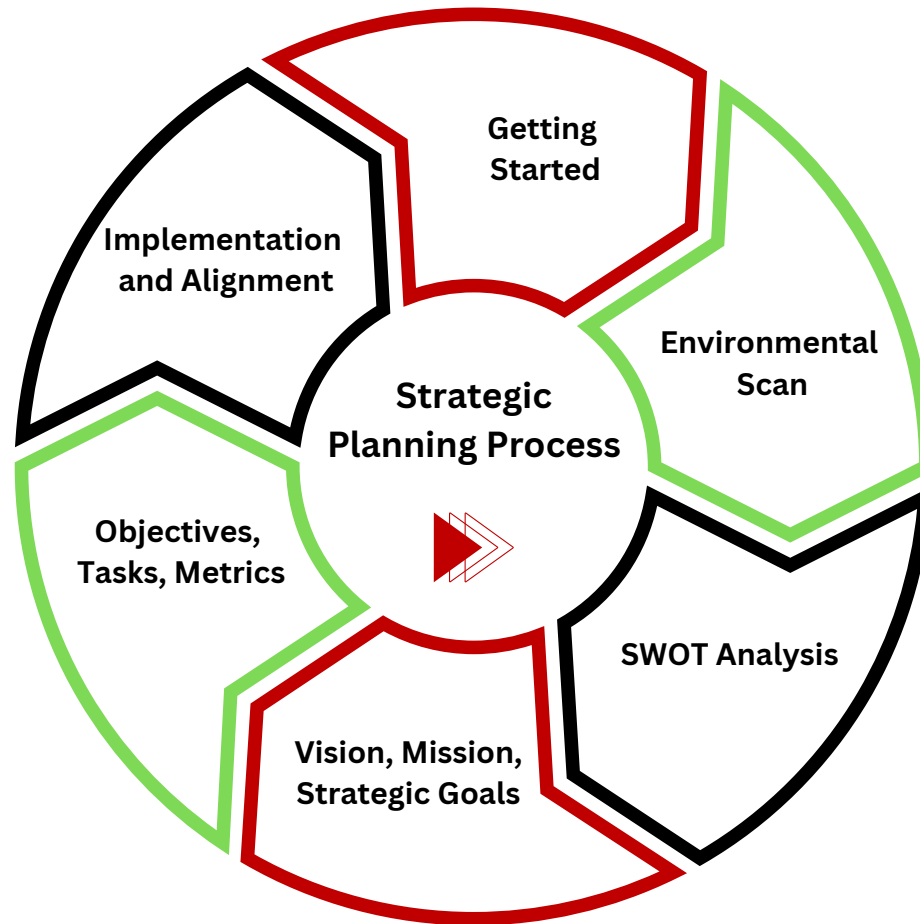 Getting
Started
Environmental
Scan
SWOT Analysis
Vision, Mission,
Strategic Goals
Objectives,
Tasks, Metrics
Implementation
and Alignment
Strategic
Planning Process